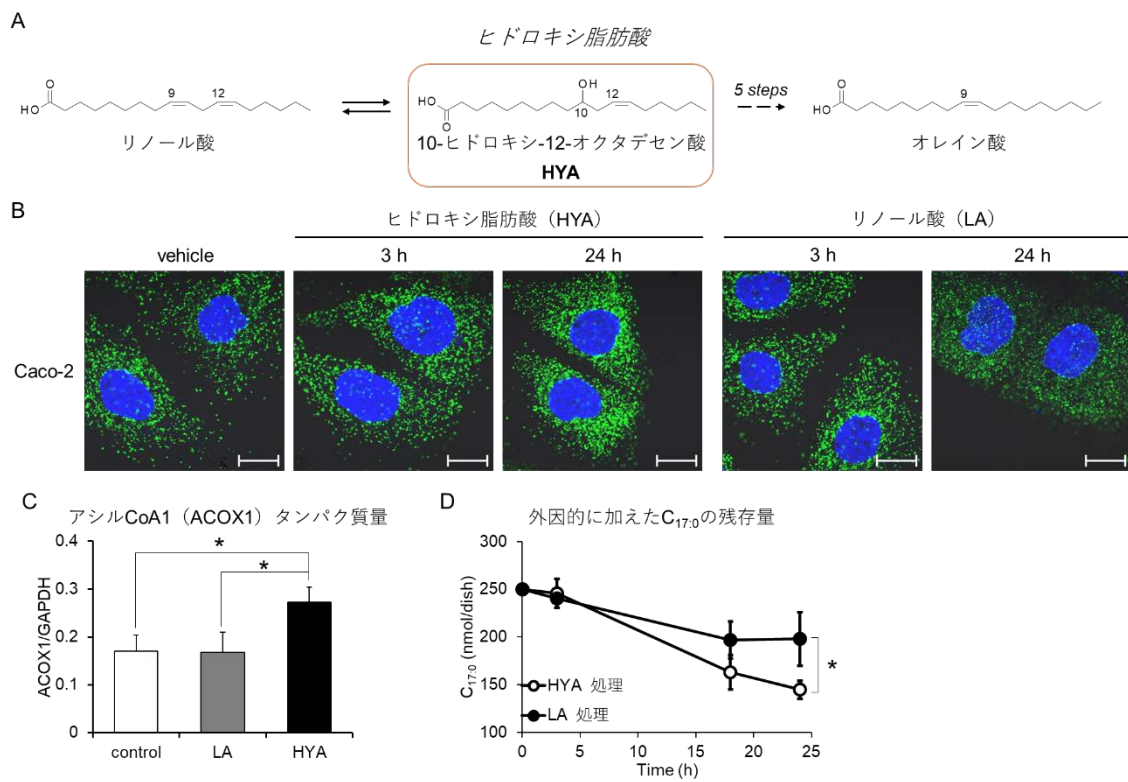 A
ヒドロキシ脂肪酸
O
HO
9
12
リノール酸
OH
HO
O
10
12
10-ヒドロキシ-12-オクタデセン酸
HYA
5 steps
O
HO
9
オレイン酸
B
ヒドロキシ脂肪酸（HYA）
リノール酸（LA）
vehicle
3 h
24 h
3 h
24 h
Caco-2
C
アシルCoA1（ACOX1）タンパク質量
ACOX1/GAPDH
0.4
0.3
0.2
0.1
0
*
*
control
LA
HYA
D
外因的に加えたC17:0の残存量
C17:0 (nmol/dish)
300
250
200
150
100
HYA 処理
LA 処理
*
0
5
10
15
20
25
Time (h)